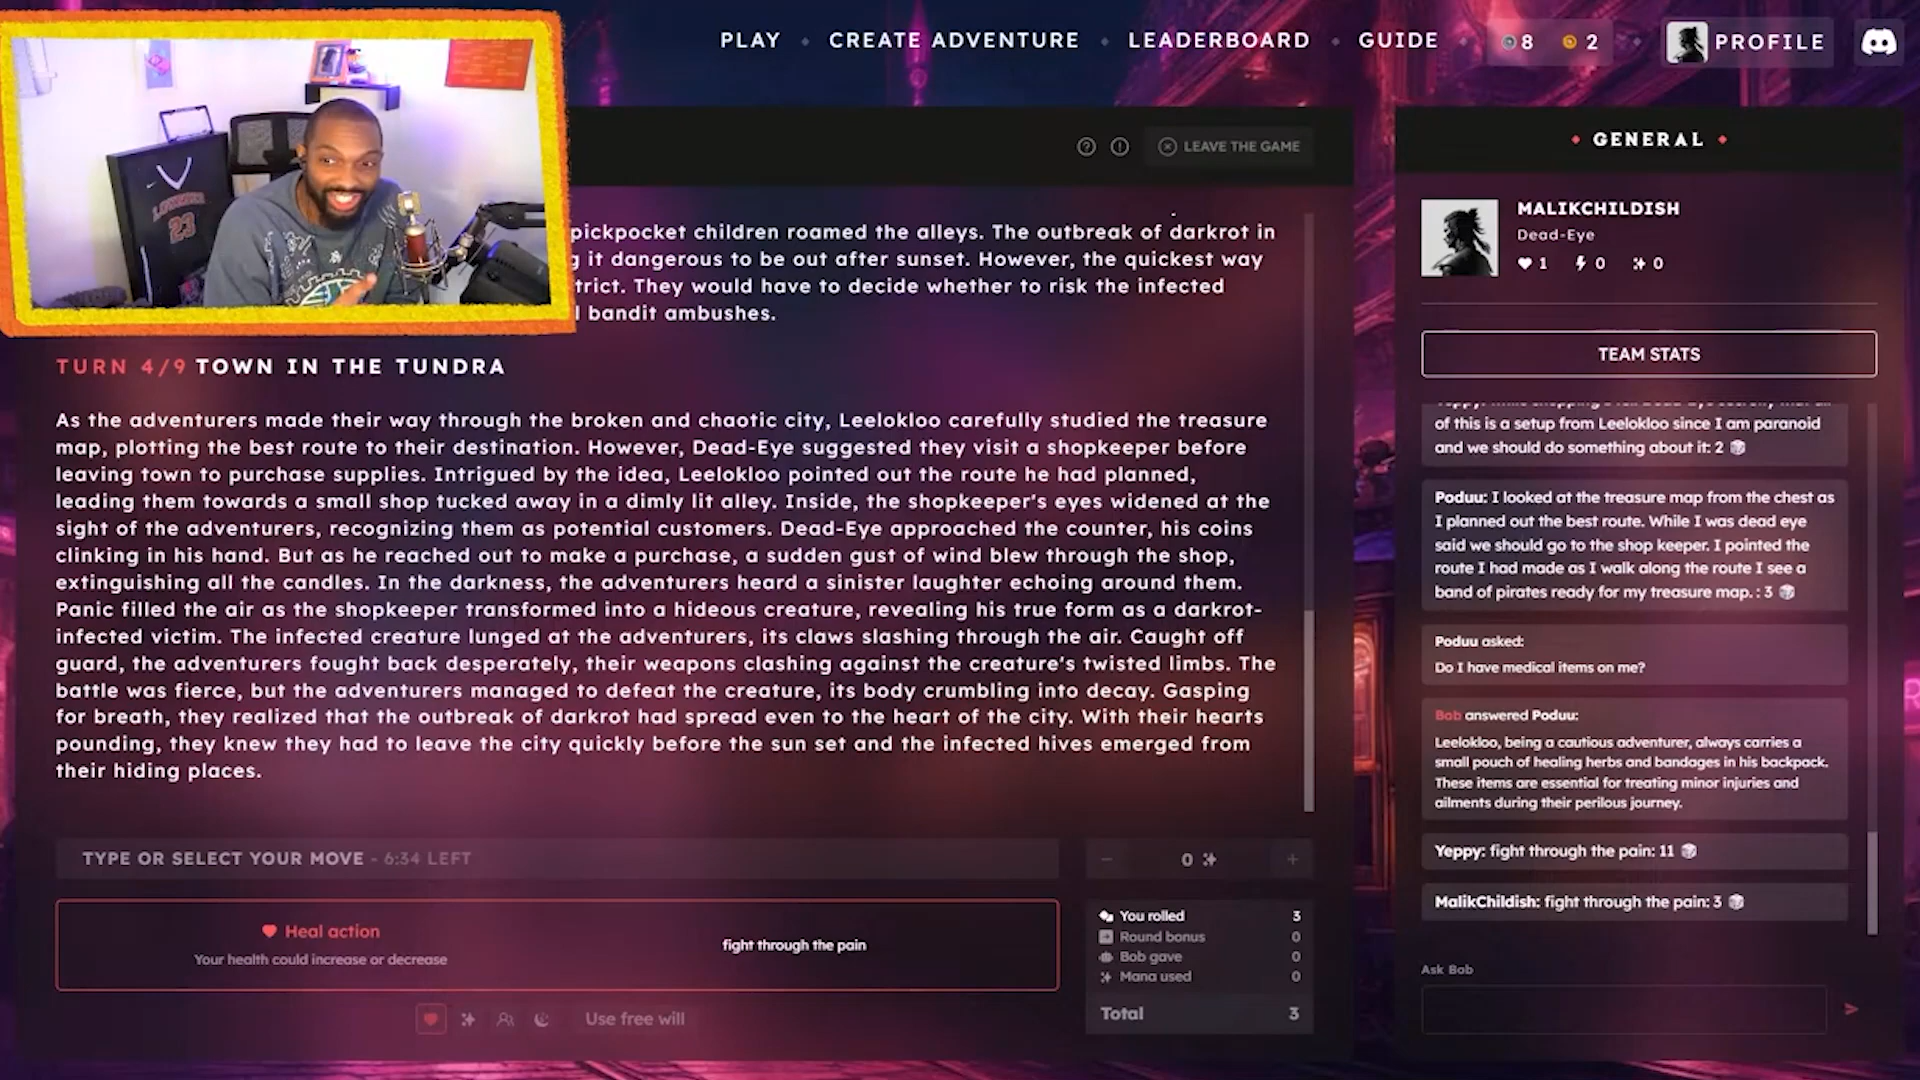 PLAY
CREATE ADVENTURE
LEADERBOARD
GUIDE
8
2
PROFILE
LEAVE THE GAME
GENERAL
23
MALIKCHILDISH
Dead-Eye
1 0 0
TEAM STATS
pickpocket children roamed the alleys. The outbreak of darkrot in
it dangerous to be out after sunset. However, the quickest way
trict. They would have to decide whether to risk the infected
bandit ambushes.
TURN 4/9 TOWN IN THE TUNDRA
As the adventurers made their way through the broken and chaotic city, Leelokloo carefully studied the treasure
map, plotting the best route to their destination. However, Dead-Eye suggested they visit a shopkeeper before
leaving town to purchase supplies. Intrigued by the idea, Leelokloo pointed out the route he had planned,
leading them towards a small shop tucked away in a dimly lit alley. Inside, the shopkeeper's eyes widened at the
sight of the adventurers, recognizing them as potential customers. Dead-Eye approached the counter, his coins
clinking in his hand. But as he reached out to make a purchase, a sudden gust of wind blew through the shop,
extinguishing all the candles. In the darkness, the adventurers heard a sinister laughter echoing around them.
Panic filled the air as the shopkeeper transformed into a hideous creature, revealing his true form as a darkrot-
infected victim. The infected creature lunged at the adventurers, its claws slashing through the air. Caught off
guard, the adventurers fought back desperately, their weapons clashing against the creature's twisted limbs. The
battle was fierce, but the adventurers managed to defeat the creature, its body crumbling into decay. Gasping
for breath, they realized that the outbreak of darkrot had spread even to the heart of the city. With their hearts
pounding, they knew they had to leave the city quickly before the sun set and the infected hives emerged from
their hiding places.
TYPE OR SELECT YOUR MOVE - 6:34 LEFT
Heal action
Your health could increase or decrease
fight through the pain
Use free will
− 0 +
You rolled 3
Round bonus 0
Bob gave 0
Mana used 0
Total 3
of this is a setup from Leelokloo since I am paranoid
and we should do something about it: 2
Poduu: I looked at the treasure map from the chest as
I planned out the best route. While I was dead eye
said we should go to the shop keeper. I pointed the
route I had made as I walk along the route I see a
band of pirates ready for my treasure map. : 3
Poduu asked:
Do I have medical items on me?
Bob answered Poduu:
Leelokloo, being a cautious adventurer, always carries a
small pouch of healing herbs and bandages in his backpack.
These items are essential for treating minor injuries and
ailments during their perilous journey.
Yeppy: fight through the pain: 11
MalikChildish: fight through the pain: 3
Ask Bob